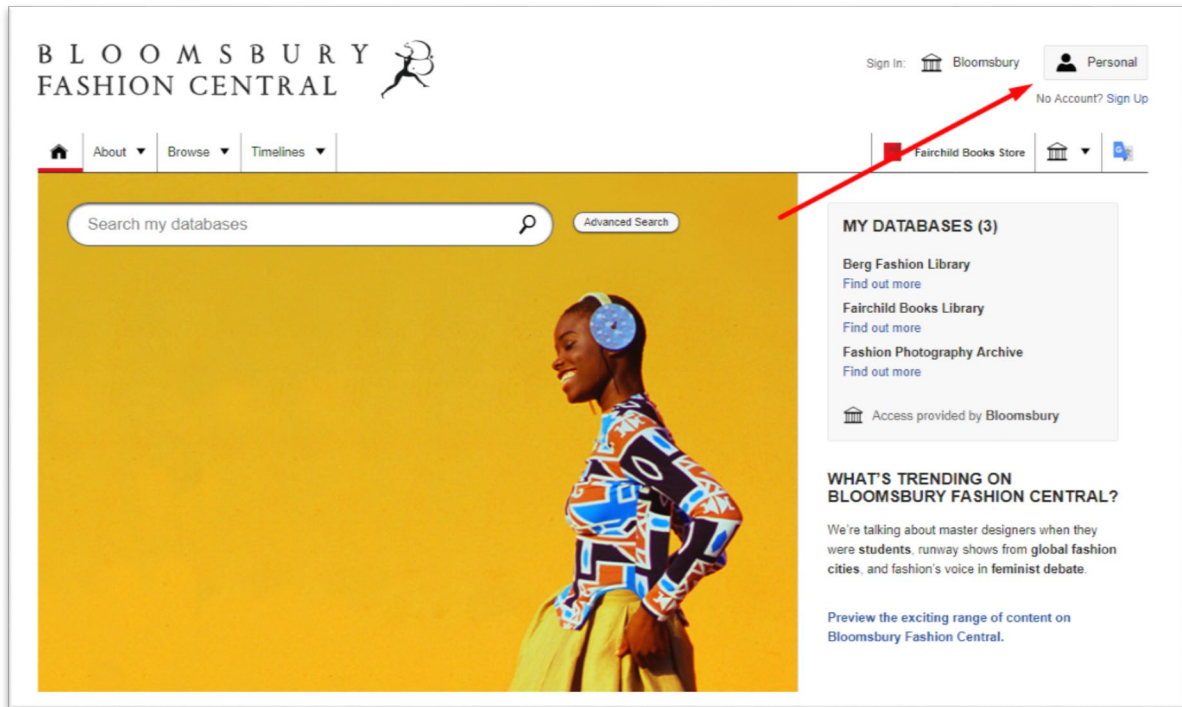 BLOOMSBURY
FASHION CENTRAL
Sign In: Bloomsbury Personal
No Account? Sign Up
About ▼ Browse ▼ Timelines ▼ Fairchild Books Store ▼
Search my databases Advanced Search
MY DATABASES (3)
Berg Fashion Library
Find out more
Fairchild Books Library
Find out more
Fashion Photography Archive
Find out more
Access provided by Bloomsbury
WHAT'S TRENDING ON
BLOOMSBURY FASHION CENTRAL?
We're talking about master designers when they
were students, runway shows from global fashion
cities, and fashion's voice in feminist debate.
Preview the exciting range of content on
Bloomsbury Fashion Central.